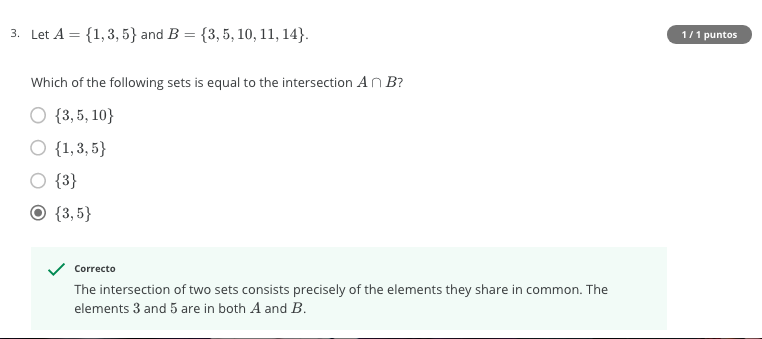 3. Let A = {1, 3, 5} and B = {3, 5, 10, 11, 14}.
1 / 1 puntos
Which of the following sets is equal to the intersection A ∩ B?
{3, 5, 10}
{1, 3, 5}
{3}
{3, 5}
Correcto
The intersection of two sets consists precisely of the elements they share in common. The
elements 3 and 5 are in both A and B.